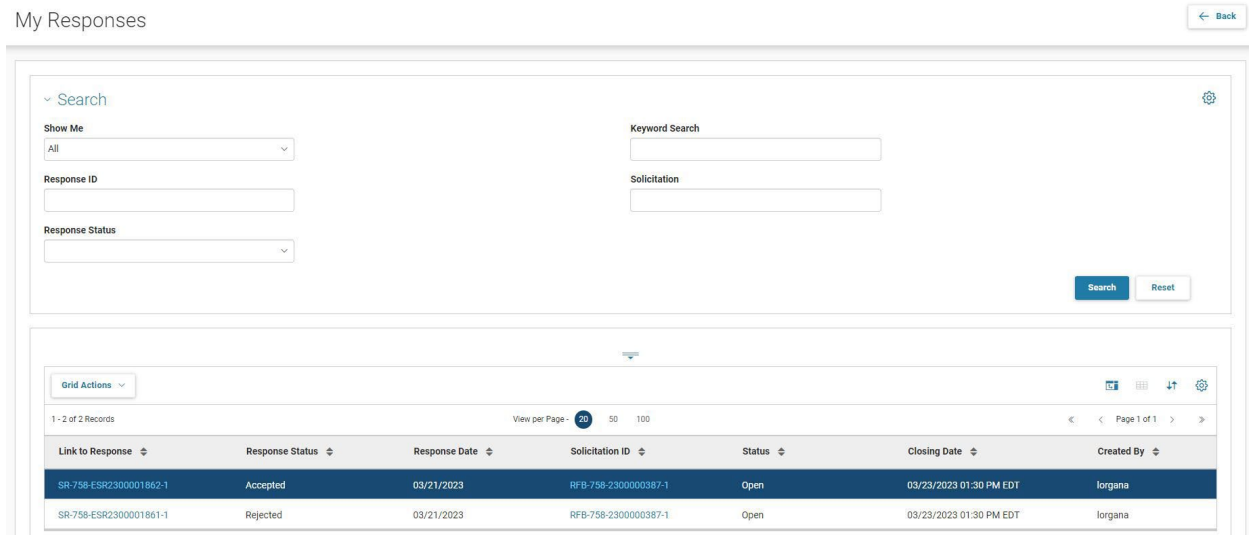 My Responses
Back
Search
Show Me
Keyword Search
All
Response ID
Solicitation
Response Status
Search
Reset
Grid Actions
1 - 2 of 2 Records
View per Page - 20 50 100
Page 1 of 1
Link to Response Response Status Response Date Solicitation ID Status Closing Date Created By
SR-758-ESR2300001862-1 Accepted 03/21/2023 RFB-758-2300000387-1 Open 03/23/2023 01:30 PM EDT lorgana
SR-758-ESR2300001861-1 Rejected 03/21/2023 RFB-758-2300000387-1 Open 03/23/2023 01:30 PM EDT lorgana